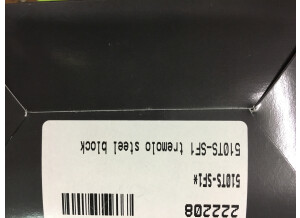 222208
510TS-SF1*
510TS-SF1 tremolo steel block